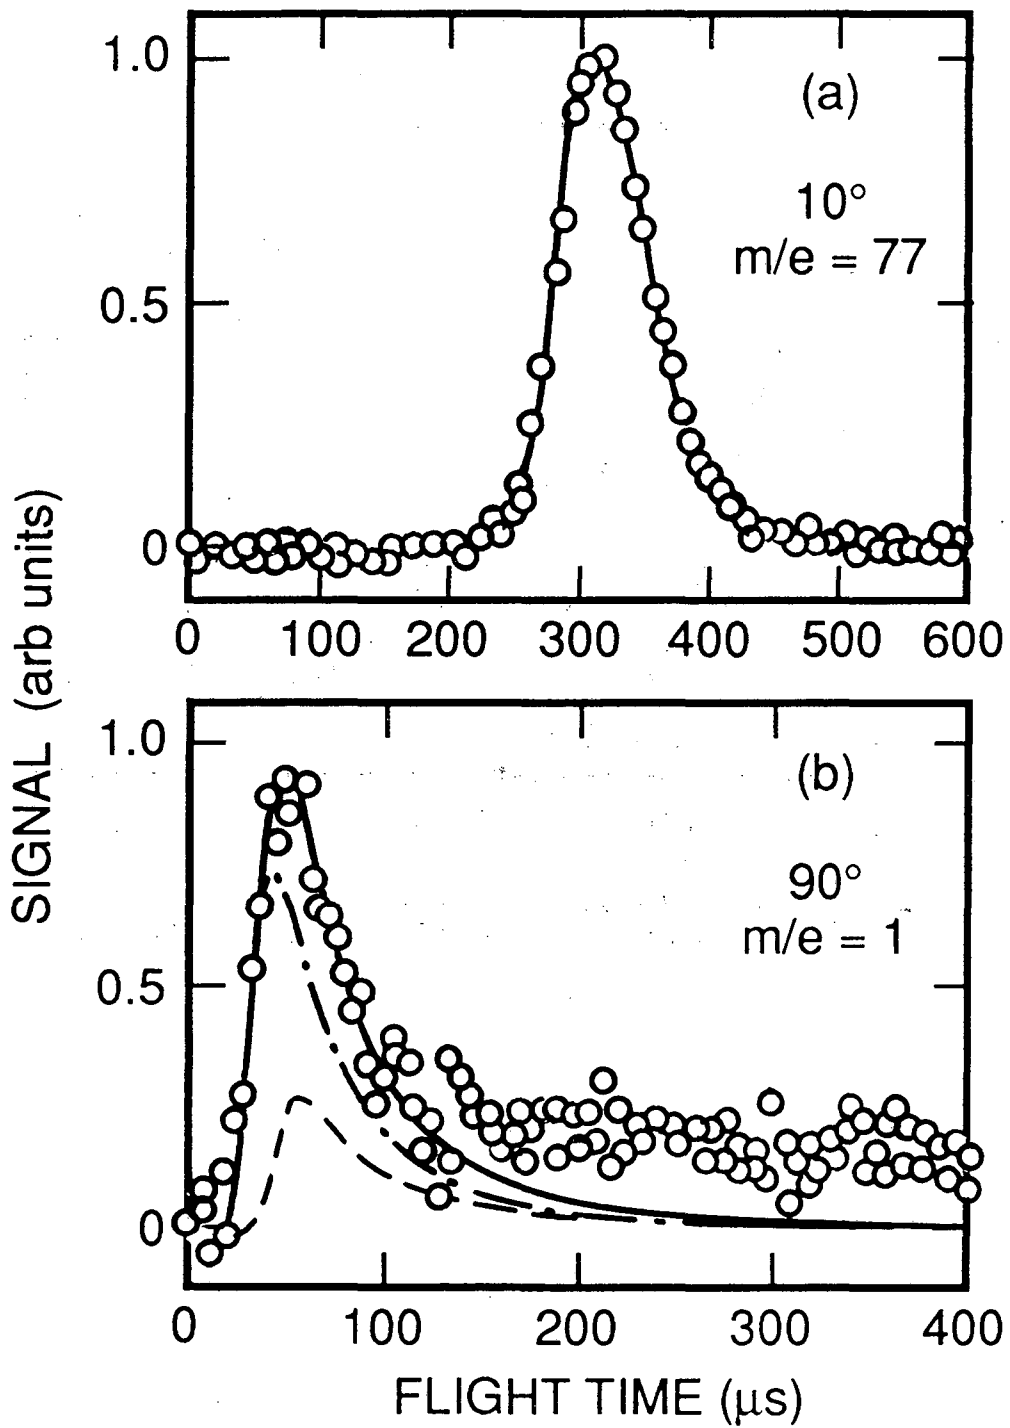 SIGNAL (arb units)
1.0
0.5
0
(a)
10°
m/e = 77
0 100 200 300 400 500 600
1.0
0.5
0
(b)
90°
m/e = 1
0 100 200 300 400
FLIGHT TIME (μs)